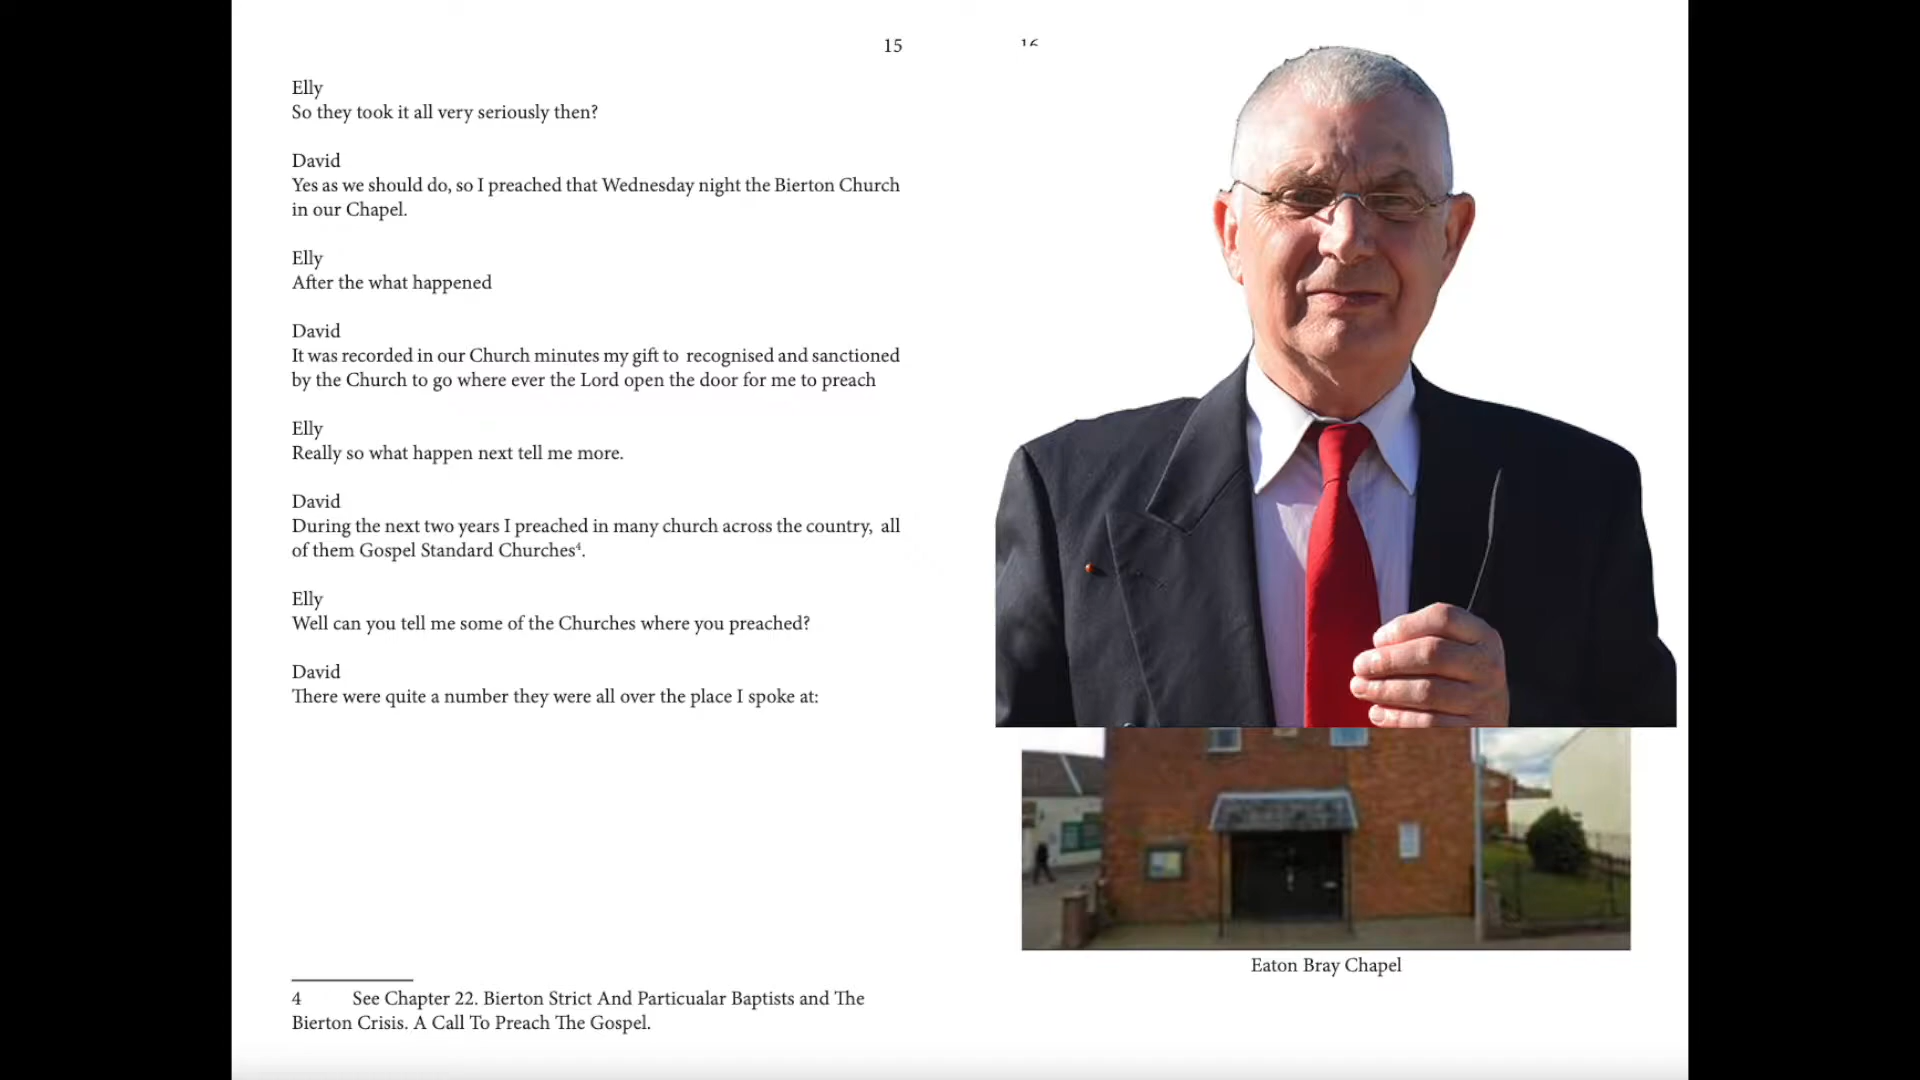 15
Elly
So they took it all very seriously then?
David
Yes as we should do, so I preached that Wednesday night the Bierton Church
in our Chapel.
Elly
After the what happened
David
It was recorded in our Church minutes my gift to  recognised and sanctioned
by the Church to go where ever the Lord open the door for me to preach
Elly
Really so what happen next tell me more.
David
During the next two years I preached in many church across the country,  all
of them Gospel Standard Churches⁴.
Elly
Well can you tell me some of the Churches where you preached?
David
There were quite a number they were all over the place I spoke at:
4 See Chapter 22. Bierton Strict And Particualar Baptists and The
Bierton Crisis. A Call To Preach The Gospel.
Eaton Bray Chapel